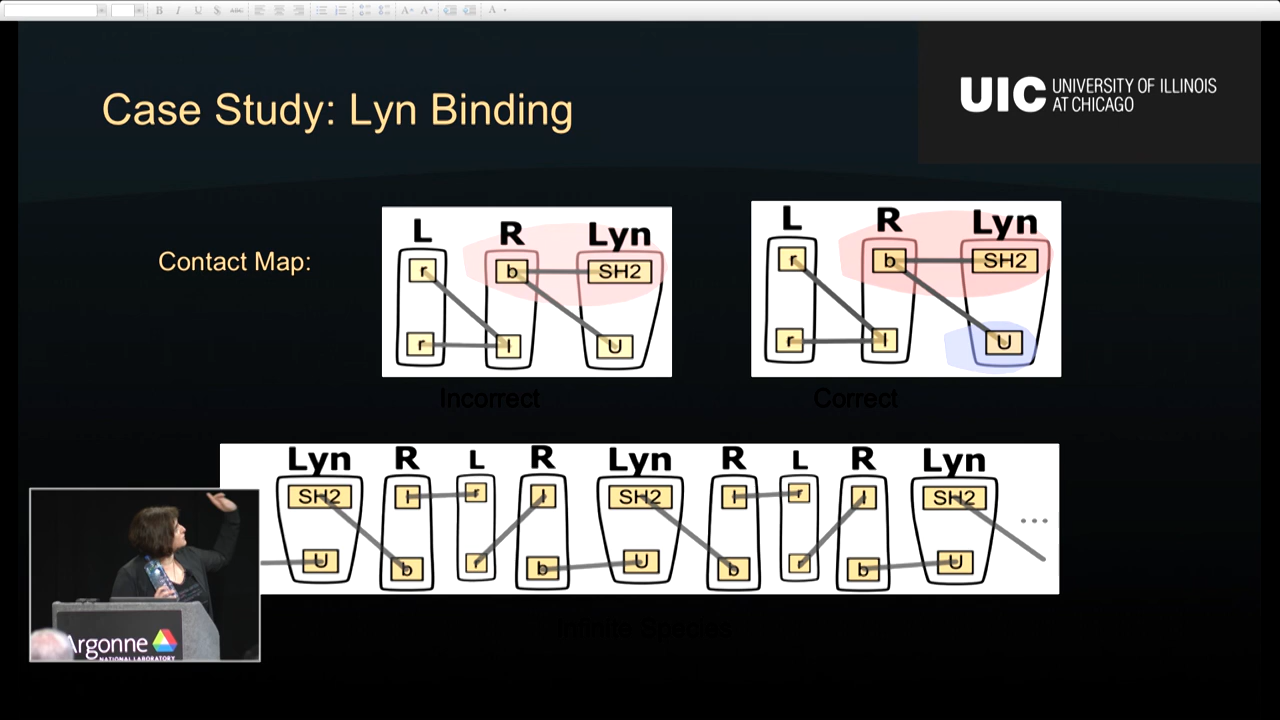 B I U S ABC A A A
Case Study: Lyn Binding
UIC UNIVERSITY OF ILLINOIS
AT CHICAGO
Contact Map:
L R Lyn
r b SH2
r l U
Incorrect
L R Lyn
r b SH2
r l U
Correct
Lyn R L R Lyn R L R Lyn
SH2 l r l SH2 l r l SH2 ...
U b r b U b r b U
Infinite Species
Argonne
NATIONAL LABORATORY